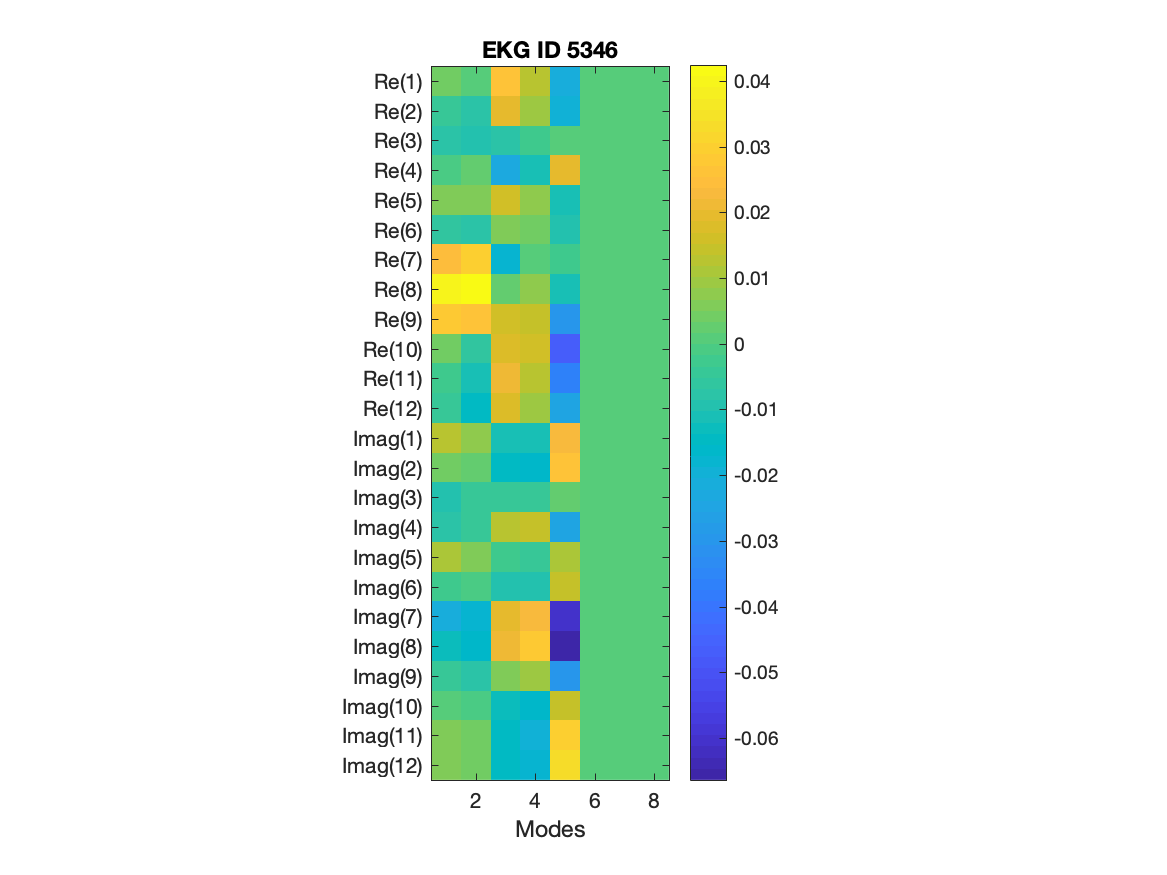 EKG ID 5346
Re(1)
Re(2)
Re(3)
Re(4)
Re(5)
Re(6)
Re(7)
Re(8)
Re(9)
Re(10)
Re(11)
Re(12)
Imag(1)
Imag(2)
Imag(3)
Imag(4)
Imag(5)
Imag(6)
Imag(7)
Imag(8)
Imag(9)
Imag(10)
Imag(11)
Imag(12)
2 4 6 8
Modes
0.04
0.03
0.02
0.01
0
-0.01
-0.02
-0.03
-0.04
-0.05
-0.06